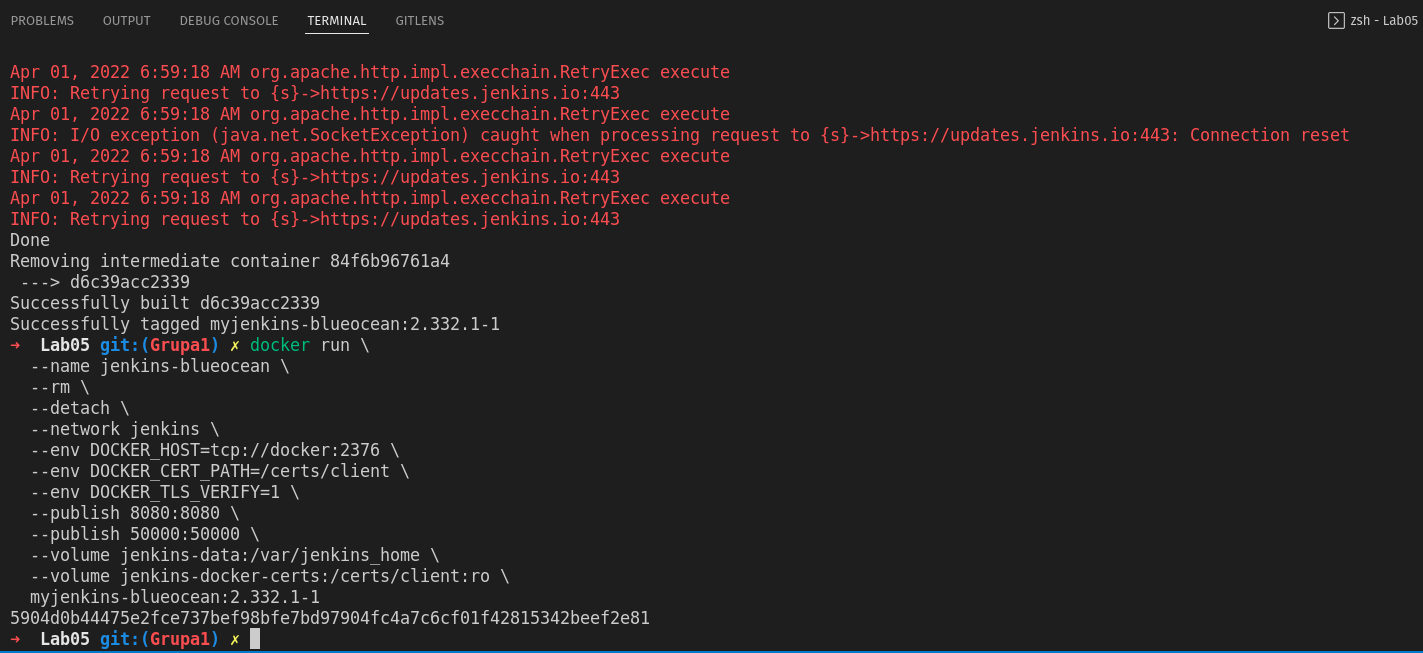 PROBLEMS OUTPUT DEBUG CONSOLE TERMINAL GITLENS zsh - Lab05
Apr 01, 2022 6:59:18 AM org.apache.http.impl.execchain.RetryExec execute
INFO: Retrying request to {s}->https://updates.jenkins.io:443
Apr 01, 2022 6:59:18 AM org.apache.http.impl.execchain.RetryExec execute
INFO: I/O exception (java.net.SocketException) caught when processing request to {s}->https://updates.jenkins.io:443: Connection reset
Apr 01, 2022 6:59:18 AM org.apache.http.impl.execchain.RetryExec execute
INFO: Retrying request to {s}->https://updates.jenkins.io:443
Apr 01, 2022 6:59:18 AM org.apache.http.impl.execchain.RetryExec execute
INFO: Retrying request to {s}->https://updates.jenkins.io:443
Done
Removing intermediate container 84f6b96761a4
 ---> d6c39acc2339
Successfully built d6c39acc2339
Successfully tagged myjenkins-blueocean:2.332.1-1
➜  Lab05 git:(Grupa1) ✗ docker run \
  --name jenkins-blueocean \
  --rm \
  --detach \
  --network jenkins \
  --env DOCKER_HOST=tcp://docker:2376 \
  --env DOCKER_CERT_PATH=/certs/client \
  --env DOCKER_TLS_VERIFY=1 \
  --publish 8080:8080 \
  --publish 50000:50000 \
  --volume jenkins-data:/var/jenkins_home \
  --volume jenkins-docker-certs:/certs/client:ro \
  myjenkins-blueocean:2.332.1-1
5904d0b44475e2fce737bef98bfe7bd97904fc4a7c6cf01f42815342beef2e81
➜  Lab05 git:(Grupa1) ✗